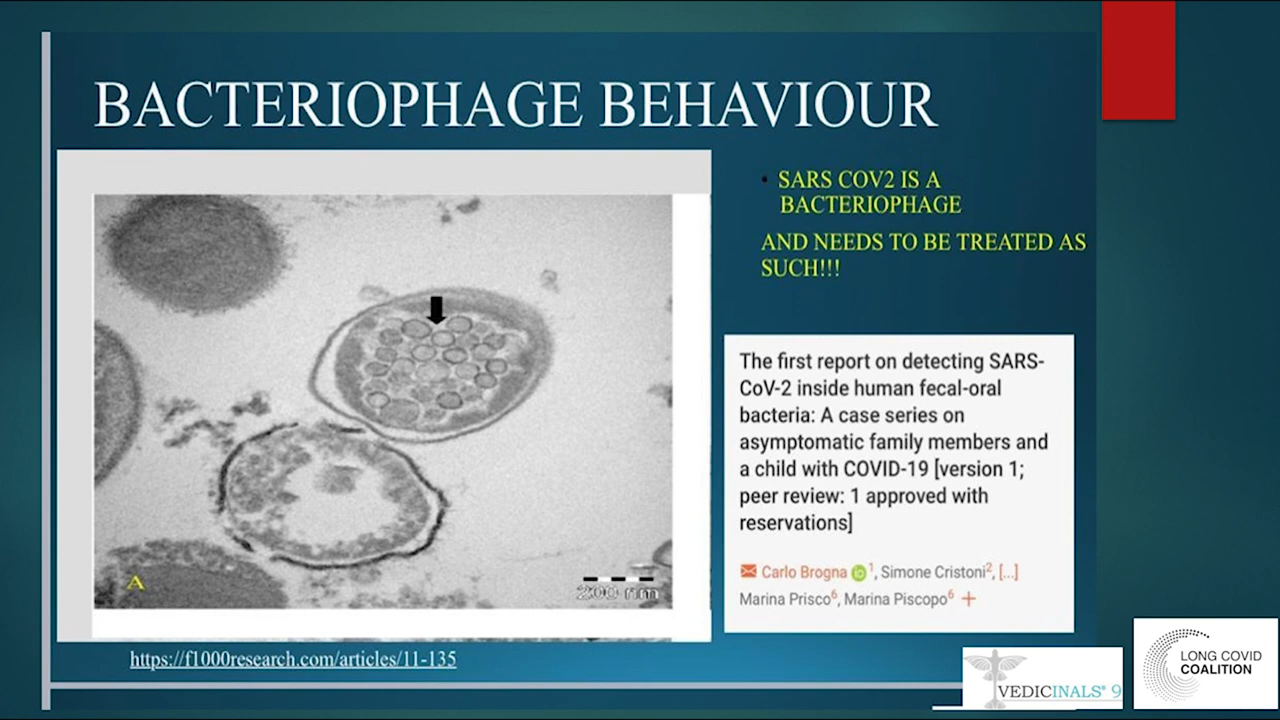 BACTERIOPHAGE BEHAVIOUR
• SARS COV2 IS A
BACTERIOPHAGE
AND NEEDS TO BE TREATED AS
SUCH!!!
A
200 nm
The first report on detecting SARS-
CoV-2 inside human fecal-oral
bacteria: A case series on
asymptomatic family members and
a child with COVID-19 [version 1;
peer review: 1 approved with
reservations]
Carlo Brogna iD 1, Simone Cristoni2, [...]
Marina Prisco6, Marina Piscopo6 +
https://f1000research.com/articles/11-135
VEDICINALS® 9
LONG COVID
COALITION